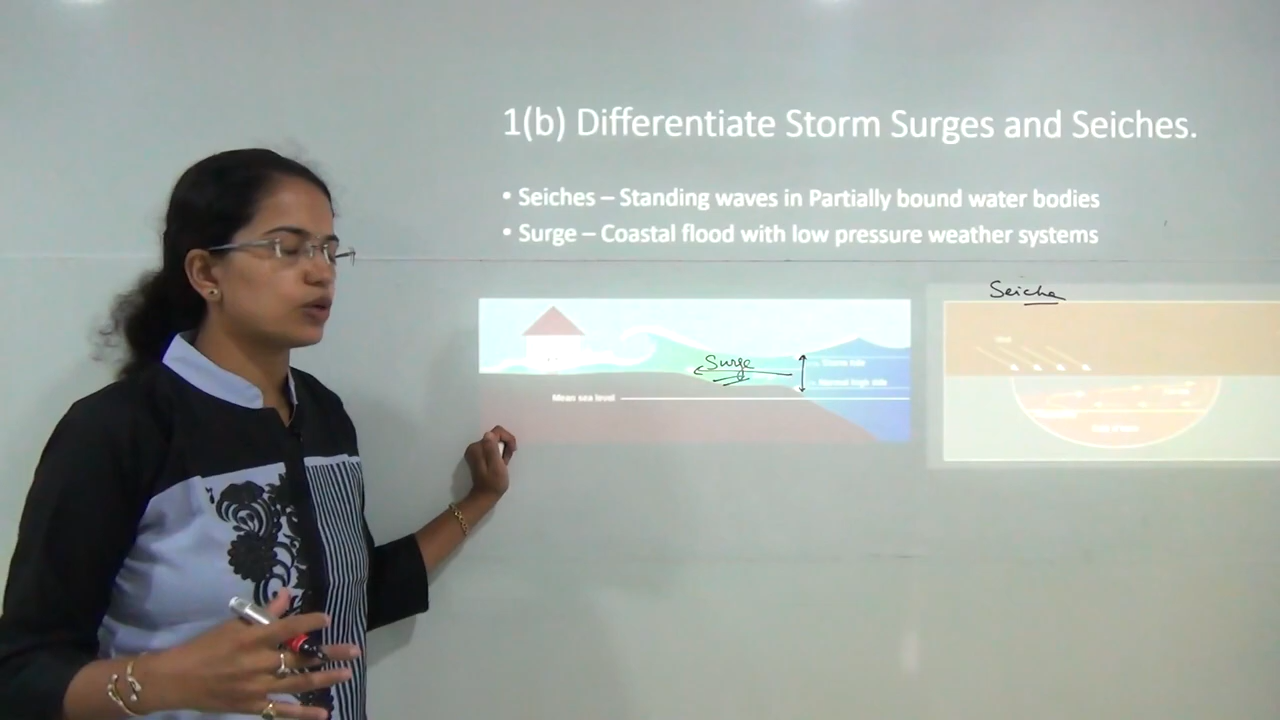 1(b) Differentiate Storm Surges and Seiches.
• Seiches – Standing waves in Partially bound water bodies
• Surge – Coastal flood with low pressure weather systems
Seiche
Surge
Storm tide
Normal high tide
Mean sea level